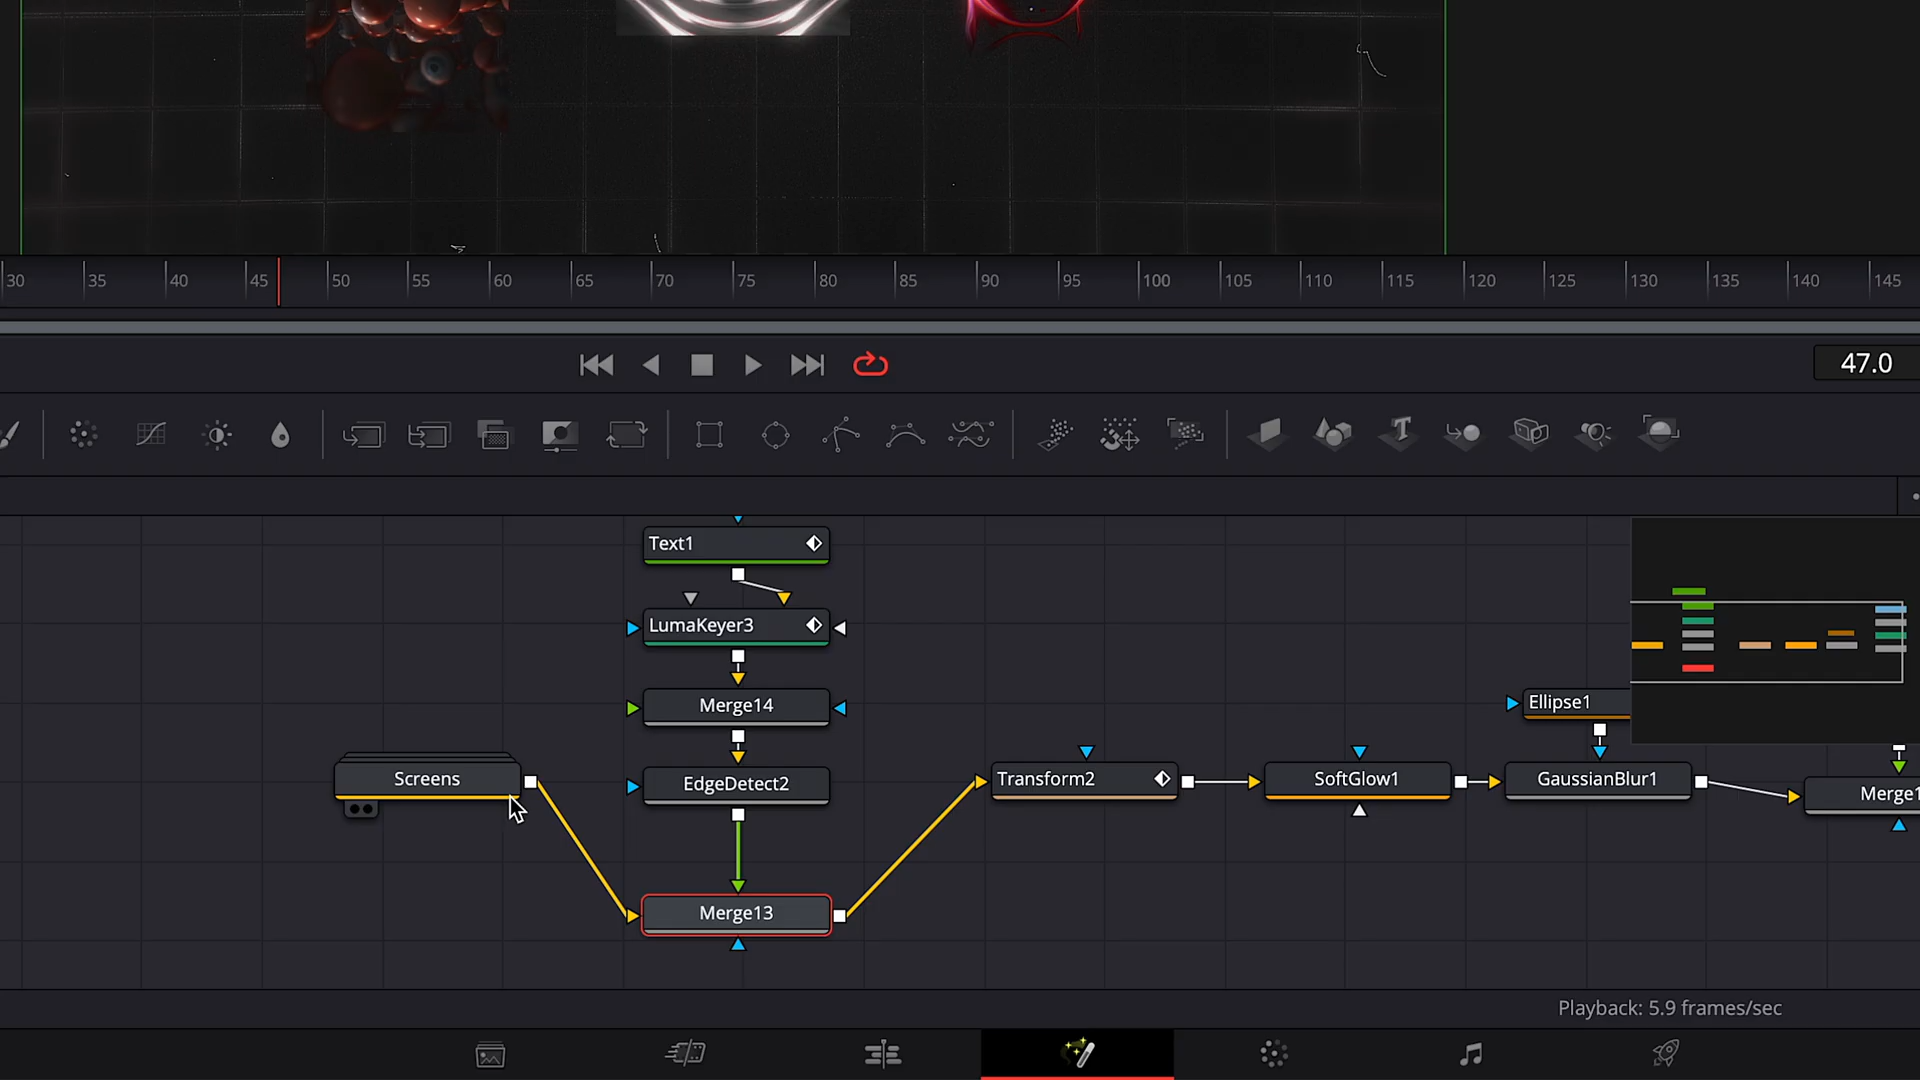 30 35 40 45 50 55 60 65 70 75 80 85 90 95 100 105 110 115 120 125 130 135 140 145
47.0
Text1
LumaKeyer3
Merge14
Ellipse1
Screens
EdgeDetect2
Transform2
SoftGlow1
GaussianBlur1
Merge1
Merge13
Playback: 5.9 frames/sec